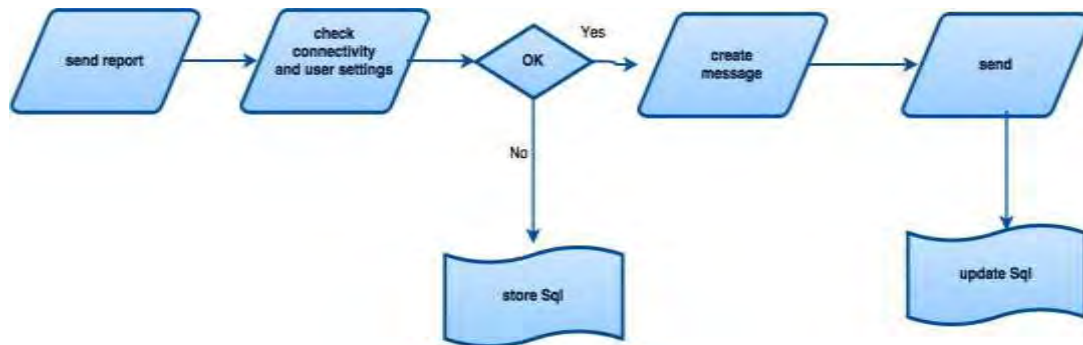 send report
check
connectivity
and user settings
OK
Yes
create
message
send
No
store Sql
update Sql